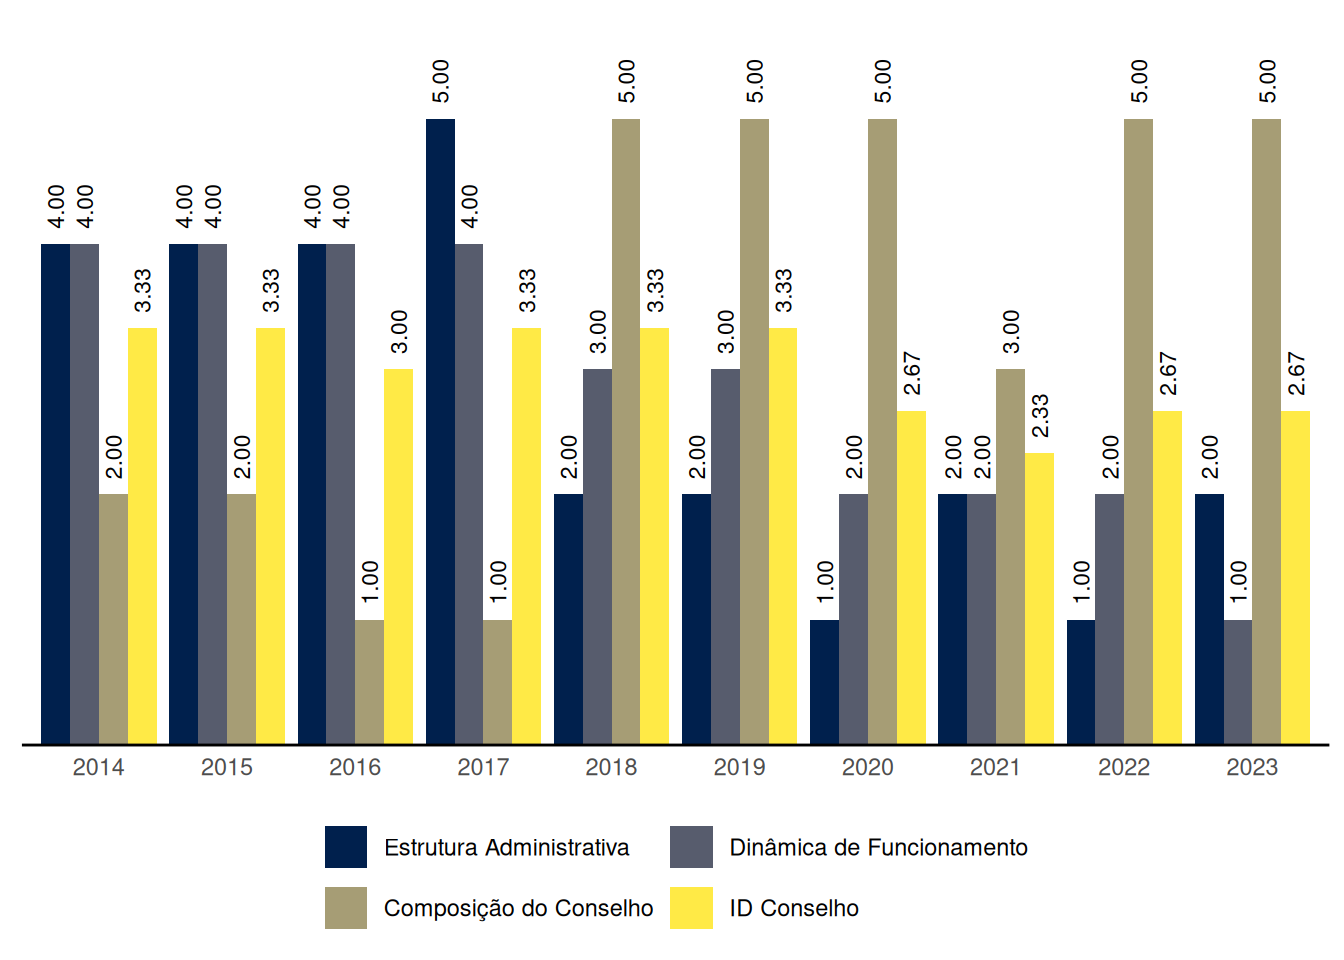 4.00 4.00 2.00 3.33 4.00 4.00 2.00 3.33 4.00 4.00 1.00 3.00 5.00 4.00 1.00 3.33 2.00 3.00 5.00 3.33 2.00 3.00 5.00 3.33 1.00 2.00 5.00 2.67 2.00 2.00 3.00 2.33 1.00 2.00 5.00 2.67 2.00 1.00 5.00 2.67
2014 2015 2016 2017 2018 2019 2020 2021 2022 2023
Estrutura Administrativa Dinâmica de Funcionamento
Composição do Conselho ID Conselho